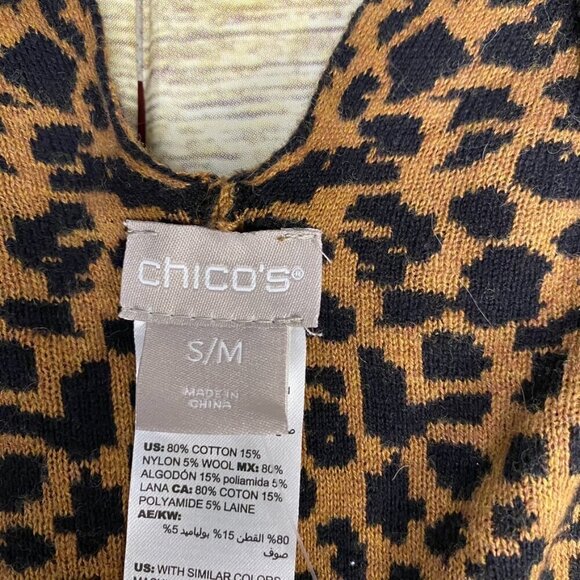 chico's®
S/M
MADE IN
CHINA
US: 80% COTTON 15%
NYLON 5% WOOL MX: 80%
ALGODÓN 15% poliamida 5%
LANA CA: 80% COTON 15%
POLYAMIDE 5% LAINE
AE/KW:
80% القطن 15% بولياميد 5%
صوف
US: WITH SIMILAR COLORS